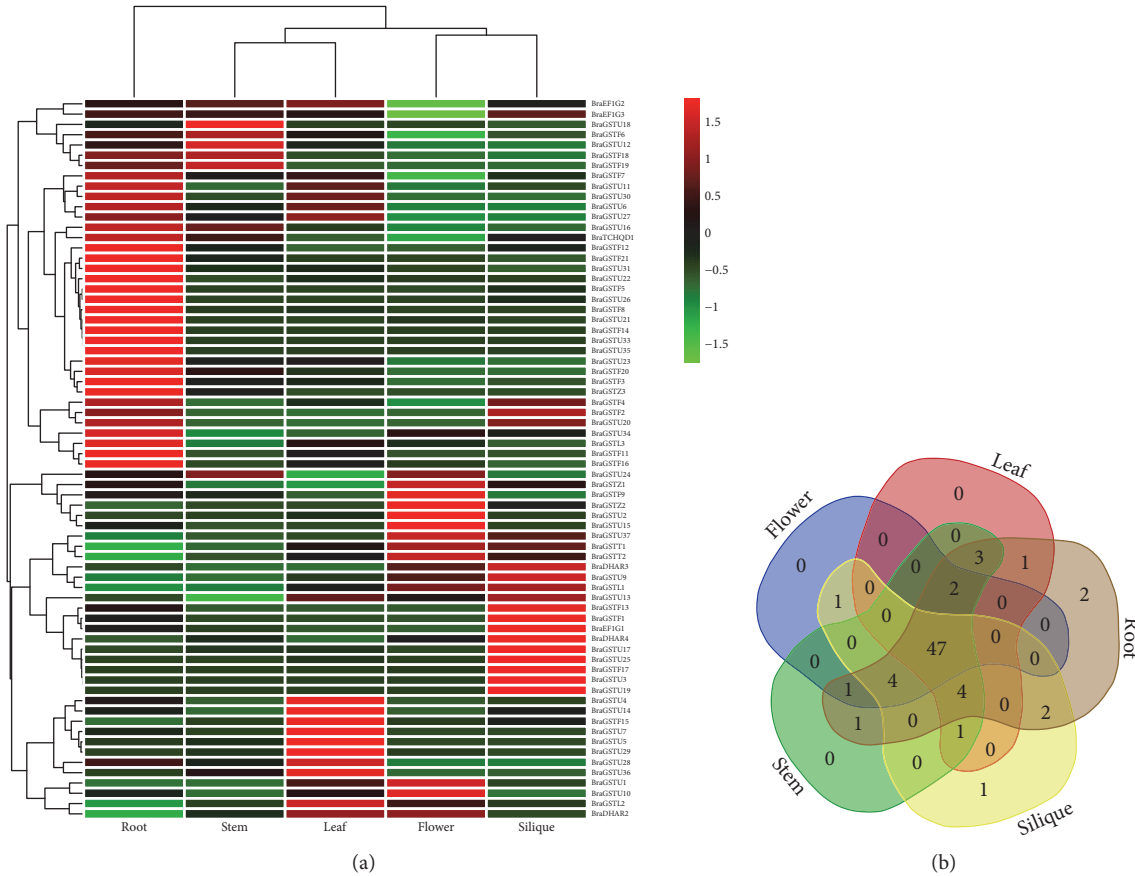 BraEF1G2
BraEF1G3
BraGSTU18
BraGSTF6
BraGSTU12
BraGSTF18
BraGSTF19
BraGSTF7
BraGSTU11
BraGSTU30
BraGSTU6
BraGSTU27
BraGSTU16
BraTCHQD1
BraGSTF12
BraGSTF21
BraGSTU31
BraGSTU22
BraGSTF5
BraGSTU26
BraGSTF8
BraGSTU21
BraGSTF14
BraGSTU33
BraGSTU35
BraGSTU23
BraGSTF20
BraGSTF3
BraGSTZ3
BraGSTF4
BraGSTF2
BraGSTU20
BraGSTU34
BraGSTL3
BraGSTF11
BraGSTF16
BraGSTU24
BraGSTZ1
BraGSTF9
BraGSTZ2
BraGSTU2
BraGSTU15
BraGSTU37
BraGSTT1
BraGSTT2
BraDHAR3
BraGSTU9
BraGSTL1
BraGSTU13
BraGSTF13
BraGSTF1
BraEF1G1
BraDHAR4
BraGSTU17
BraGSTU25
BraGSTF17
BraGSTU3
BraGSTU19
BraGSTU4
BraGSTU14
BraGSTF15
BraGSTU7
BraGSTU5
BraGSTU29
BraGSTU28
BraGSTU36
BraGSTU1
BraGSTU10
BraGSTL2
BraDHAR2
Root Stem Leaf Flower Silique
(a)
1.5
1
0.5
0
−0.5
−1
−1.5
Leaf
Flower
Root
Stem
Silique
0
0
0 0 3 1
0 1 0 2 0 2
0 0 0
0 47 0 0
0
1 4 4 0 2
1 0 1
0 0 0
1
(b)